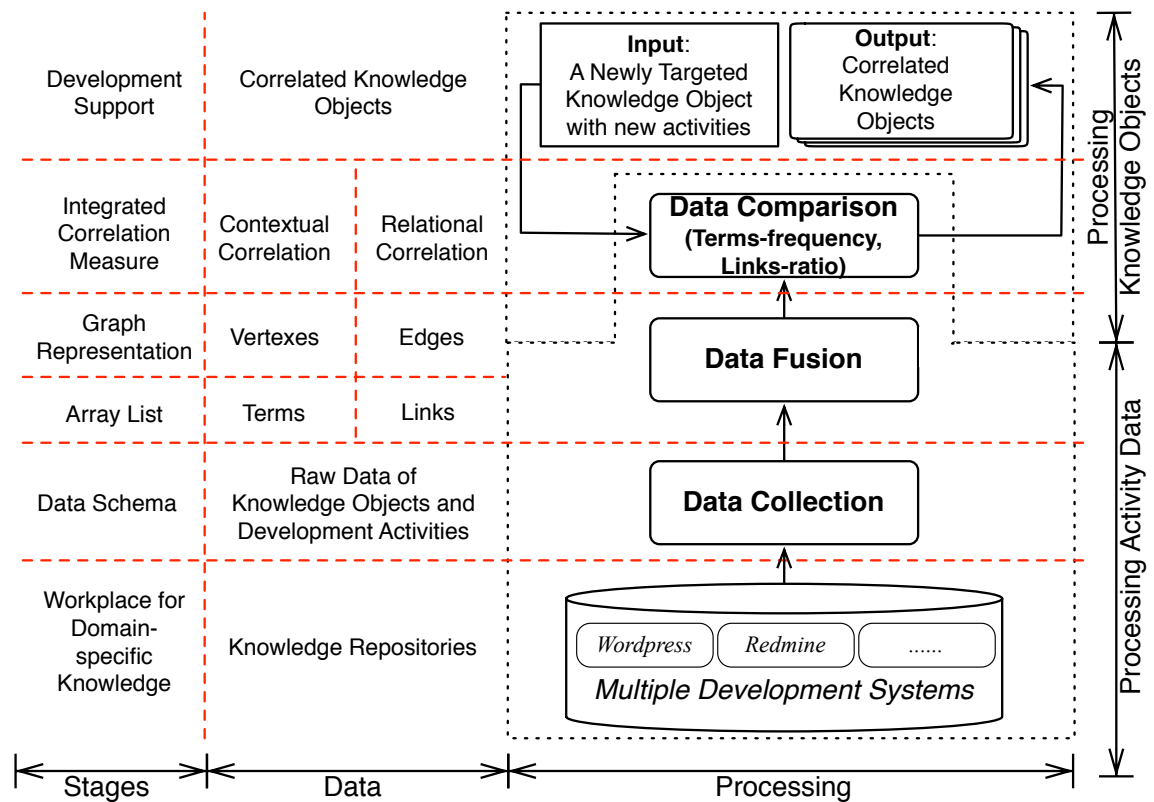 Development
Support
Correlated Knowledge
Objects
Input:
A Newly Targeted
Knowledge Object
with new activities
Output:
Correlated
Knowledge
Objects
Integrated
Correlation
Measure
Contextual
Correlation
Relational
Correlation
Data Comparison
(Terms-frequency,
Links-ratio)
Processing
Knowledge Objects
Graph
Representation
Vertexes
Edges
Data Fusion
Array List
Terms
Links
Data Schema
Raw Data of
Knowledge Objects and
Development Activities
Data Collection
Processing Activity Data
Workplace for
Domain-
specific
Knowledge
Knowledge Repositories
Wordpress
Redmine
......
Multiple Development Systems
Stages
Data
Processing